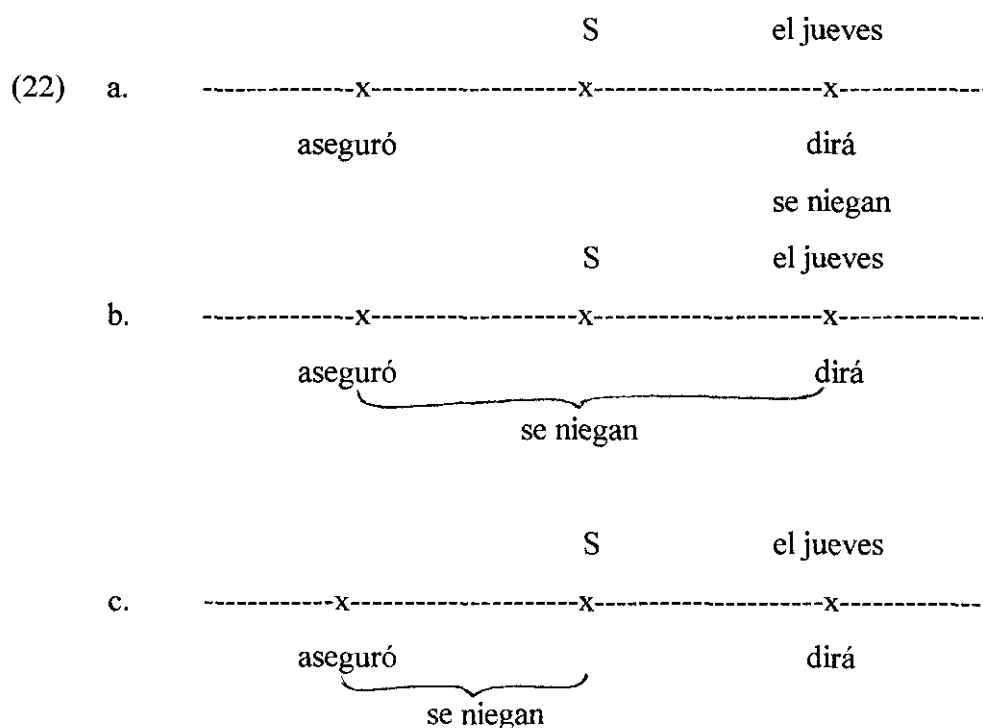 S el jueves
(22) a. -------------x------------------x--------------------x-------------
aseguró dirá
se niegan
S el jueves
b. -------------x------------------x--------------------x-------------
aseguró dirá
se niegan
S el jueves
c. -----------x--------------------x--------------------x-------------
aseguró dirá
se niegan